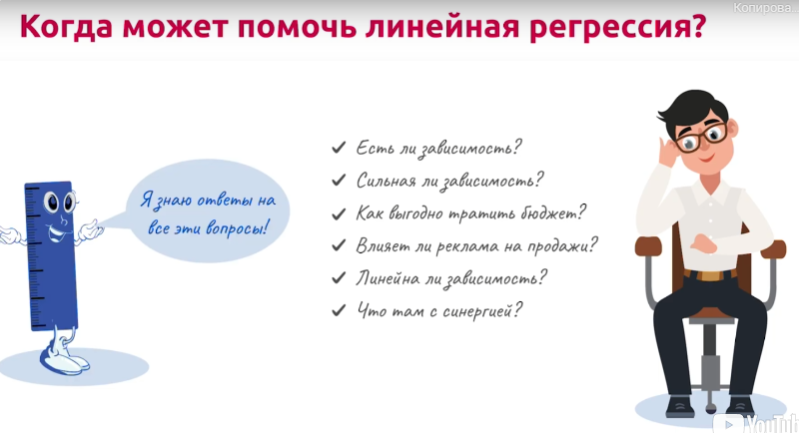 Копирова...
Когда может помочь линейная регрессия?
Есть ли зависимость?
Сильная ли зависимость?
Я знаю ответы на
все эти вопросы!
Как выгодно тратить бюджет?
Влияет ли реклама на продажи?
Линейна ли зависимость?
Что там с синергией?
YouTub